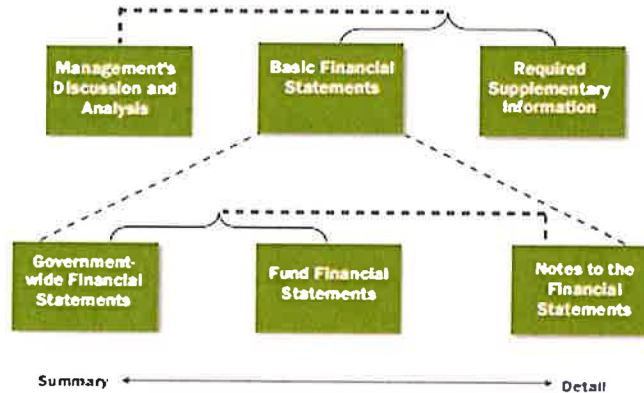 Management's
Discussion and
Analysis
Basic Financial
Statements
Required
Supplementary
Information
Government-
wide Financial
Statements
Fund Financial
Statements
Notes to the
Financial
Statements
Summary
Detail